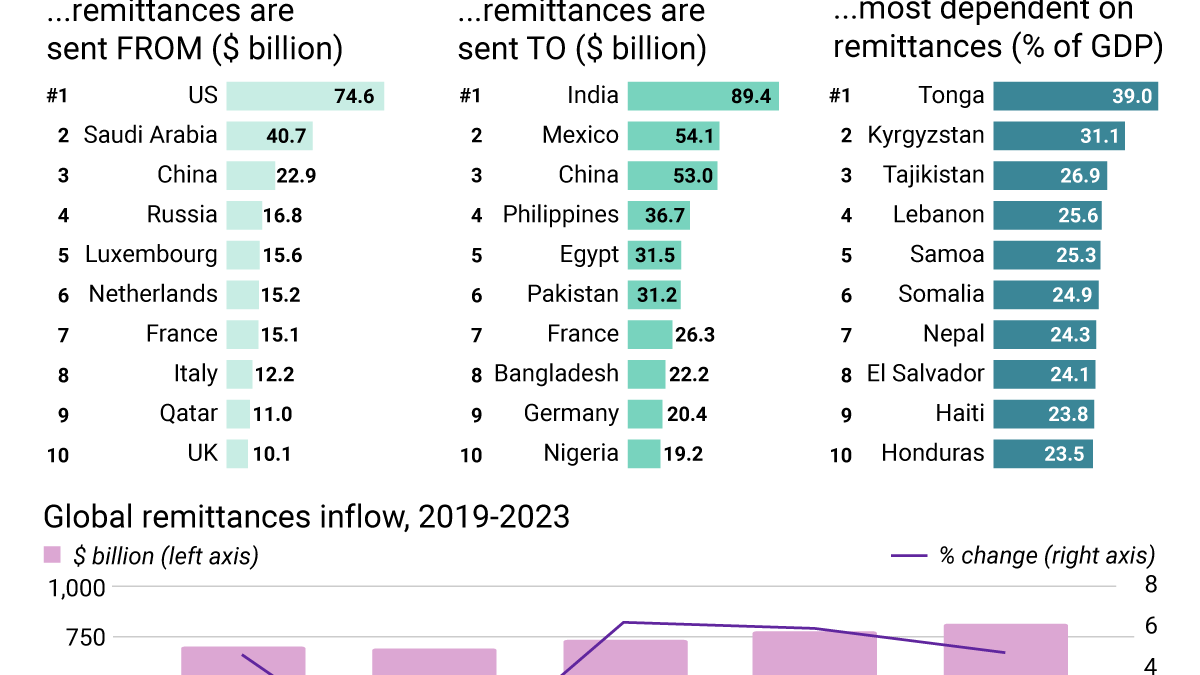 ...remittances are
sent FROM ($ billion)
#1 US 74.6
2 Saudi Arabia 40.7
3 China 22.9
4 Russia 16.8
5 Luxembourg 15.6
6 Netherlands 15.2
7 France 15.1
8 Italy 12.2
9 Qatar 11.0
10 UK 10.1
...remittances are
sent TO ($ billion)
#1 India 89.4
2 Mexico 54.1
3 China 53.0
4 Philippines 36.7
5 Egypt 31.5
6 Pakistan 31.2
7 France 26.3
8 Bangladesh 22.2
9 Germany 20.4
10 Nigeria 19.2
...most dependent on
remittances (% of GDP)
#1 Tonga 39.0
2 Kyrgyzstan 31.1
3 Tajikistan 26.9
4 Lebanon 25.6
5 Samoa 25.3
6 Somalia 24.9
7 Nepal 24.3
8 El Salvador 24.1
9 Haiti 23.8
10 Honduras 23.5
Global remittances inflow, 2019-2023
$ billion (left axis)
% change (right axis)
1,000 8
750 6
4